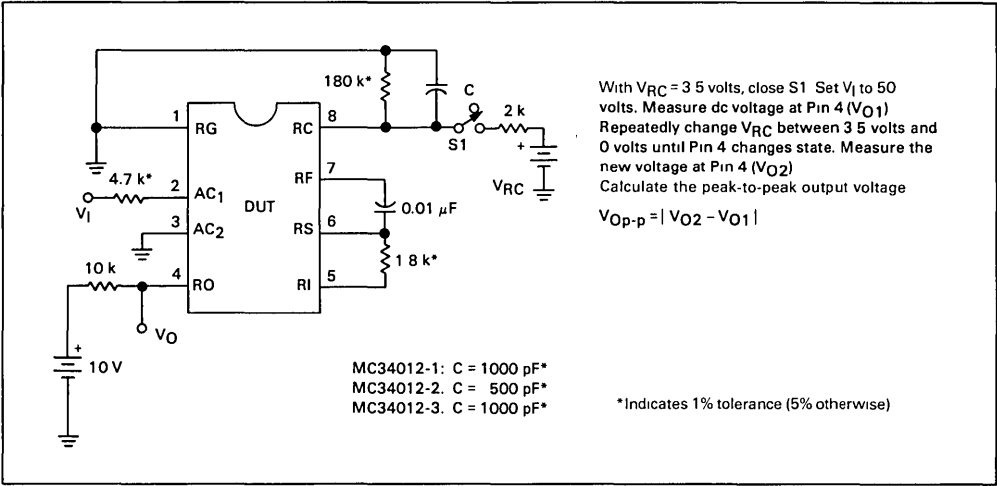 180 k*
C
2 k
S1
+
VRC
1 RG
RC 8
RF 7
4.7 k*
2 AC1
VI
DUT
0.01 μF
3 AC2
RS 6
1 8 k*
10 k
4 RO
RI 5
VO
+
10 V
With VRC = 3 5 volts, close S1 Set VI to 50
volts. Measure dc voltage at Pin 4 (VO1)
Repeatedly change VRC between 3 5 volts and
0 volts until Pin 4 changes state. Measure the
new voltage at Pin 4 (VO2)
Calculate the peak-to-peak output voltage
VOp-p = | VO2 − VO1 |
MC34012-1: C = 1000 pF*
MC34012-2. C = 500 pF*
MC34012-3. C = 1000 pF*
*Indicates 1% tolerance (5% otherwise)